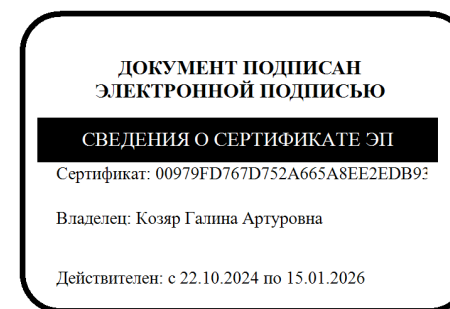 ДОКУМЕНТ ПОДПИСАН
ЭЛЕКТРОННОЙ ПОДПИСЬЮ
СВЕДЕНИЯ О СЕРТИФИКАТЕ ЭП
Сертификат: 00979FD767D752A665A8EE2EDB93
Владелец: Козяр Галина Артуровна
Действителен: с 22.10.2024 по 15.01.2026